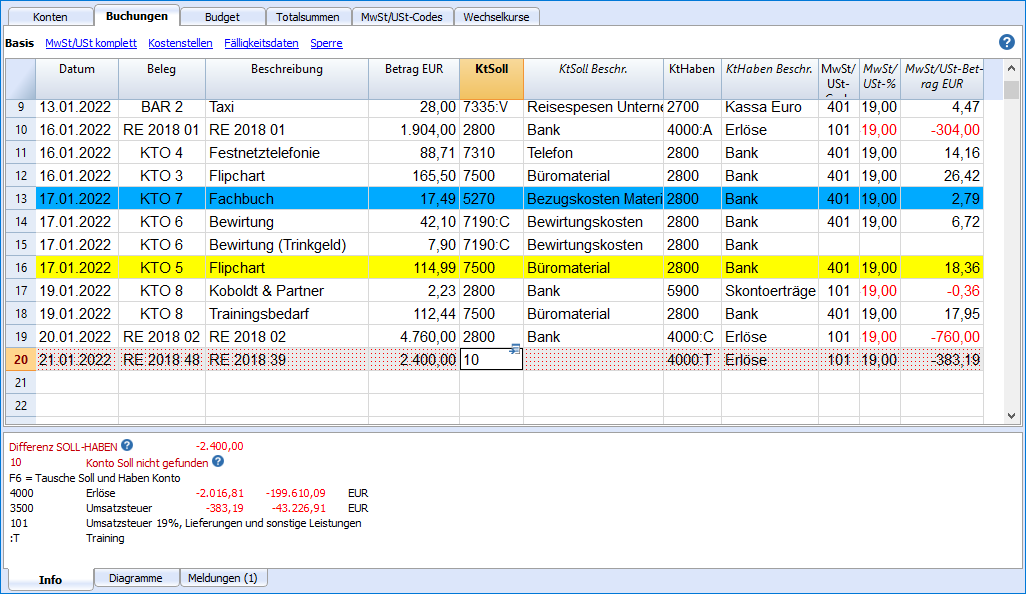 Konten Buchungen Budget Totalsummen MwSt/USt-Codes Wechselkurse
Basis MwSt/USt komplett Kostenstellen Fälligkeitsdaten Sperre ?
Datum Beleg Beschreibung Betrag EUR KtSoll KtSoll Beschr. KtHaben KtHaben Beschr. MwSt/ MwSt/ MwSt/USt-Bet-
USt- USt-% rag EUR
9 13.01.2022 BAR 2 Taxi 28,00 7335:V Reisespesen Unterne 2700 Kassa Euro 401 19,00 4,47
10 16.01.2022 RE 2018 01 RE 2018 01 1.904,00 2800 Bank 4000:A Erlöse 101 -19,00 -304,00
11 16.01.2022 KTO 4 Festnetztelefonie 88,71 7310 Telefon 2800 Bank 401 19,00 14,16
12 16.01.2022 KTO 3 Flipchart 165,50 7500 Büromaterial 2800 Bank 401 19,00 26,42
13 17.01.2022 KTO 7 Fachbuch 17,49 5270 Bezugskosten Materi 2800 Bank 401 19,00 2,79
14 17.01.2022 KTO 6 Bewirtung 42,10 7190:C Bewirtungskosten 2800 Bank 401 19,00 6,72
15 17.01.2022 KTO 6 Bewirtung (Trinkgeld) 7,90 7190:C Bewirtungskosten 2800 Bank
16 17.01.2022 KTO 5 Flipchart 114,99 7500 Büromaterial 2800 Bank 401 19,00 18,36
17 19.01.2022 KTO 8 Koboldt & Partner 2,23 2800 Bank 5900 Skontoerträge 101 -19,00 -0,36
18 19.01.2022 KTO 8 Trainingsbedarf 112,44 7500 Büromaterial 2800 Bank 401 19,00 17,95
19 20.01.2022 RE 2018 02 RE 2018 02 4.760,00 2800 Bank 4000:C Erlöse 101 -19,00 -760,00
20 21.01.2022 RE 2018 48 RE 2018 39 2.400,00 10 4000:T Erlöse 101 19,00 -383,19
21
22
Differenz SOLL-HABEN ? -2.400,00
10 Konto Soll nicht gefunden ?
F6 = Tausche Soll und Haben Konto
4000 Erlöse -2.016,81 -199.610,09 EUR
3500 Umsatzsteuer -383,19 -43.226,91 EUR
101 Umsatzsteuer 19%, Lieferungen und sonstige Leistungen
:T Training
Info Diagramme Meldungen (1)